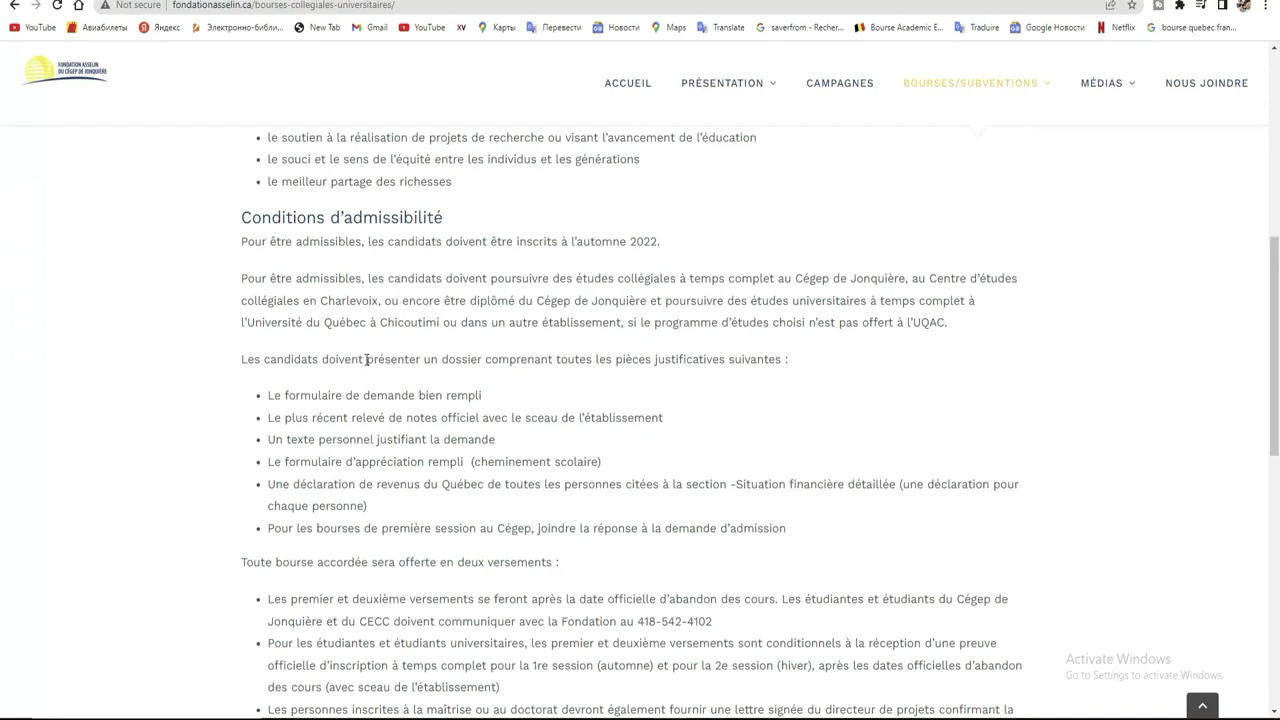 Not secure | fondationasselin.ca/bourses-collegiales-universitaires/
YouTube Авиабилеты Яндекс Электронно-библи... New Tab Gmail YouTube XV Карты Перевести Новости Maps Translate saverfrom - Recher... Bourse Academic E... Traduire Google Новости Netflix bourse quebec fran...
FONDATION ASSELIN
DU CÉGEP DE JONQUIÈRE
ACCUEIL PRÉSENTATION CAMPAGNES BOURSES/SUBVENTIONS MÉDIAS NOUS JOINDRE
• le soutien à la réalisation de projets de recherche ou visant l'avancement de l'éducation
• le souci et le sens de l'équité entre les individus et les générations
• le meilleur partage des richesses
Conditions d'admissibilité
Pour être admissibles, les candidats doivent être inscrits à l'automne 2022.
Pour être admissibles, les candidats doivent poursuivre des études collégiales à temps complet au Cégep de Jonquière, au Centre d'études
collégiales en Charlevoix, ou encore être diplômé du Cégep de Jonquière et poursuivre des études universitaires à temps complet à
l'Université du Québec à Chicoutimi ou dans un autre établissement, si le programme d'études choisi n'est pas offert à l'UQAC.
Les candidats doivent présenter un dossier comprenant toutes les pièces justificatives suivantes :
• Le formulaire de demande bien rempli
• Le plus récent relevé de notes officiel avec le sceau de l'établissement
• Un texte personnel justifiant la demande
• Le formulaire d'appréciation rempli (cheminement scolaire)
• Une déclaration de revenus du Québec de toutes les personnes citées à la section -Situation financière détaillée (une déclaration pour
chaque personne)
• Pour les bourses de première session au Cégep, joindre la réponse à la demande d'admission
Toute bourse accordée sera offerte en deux versements :
• Les premier et deuxième versements se feront après la date officielle d'abandon des cours. Les étudiantes et étudiants du Cégep de
Jonquière et du CECC doivent communiquer avec la Fondation au 418-542-4102
• Pour les étudiantes et étudiants universitaires, les premier et deuxième versements sont conditionnels à la réception d'une preuve
officielle d'inscription à temps complet pour la 1re session (automne) et pour la 2e session (hiver), après les dates officielles d'abandon
des cours (avec sceau de l'établissement)
• Les personnes inscrites à la maîtrise ou au doctorat devront également fournir une lettre signée du directeur de projets confirmant la
Activate Windows
Go to Settings to activate Windows.